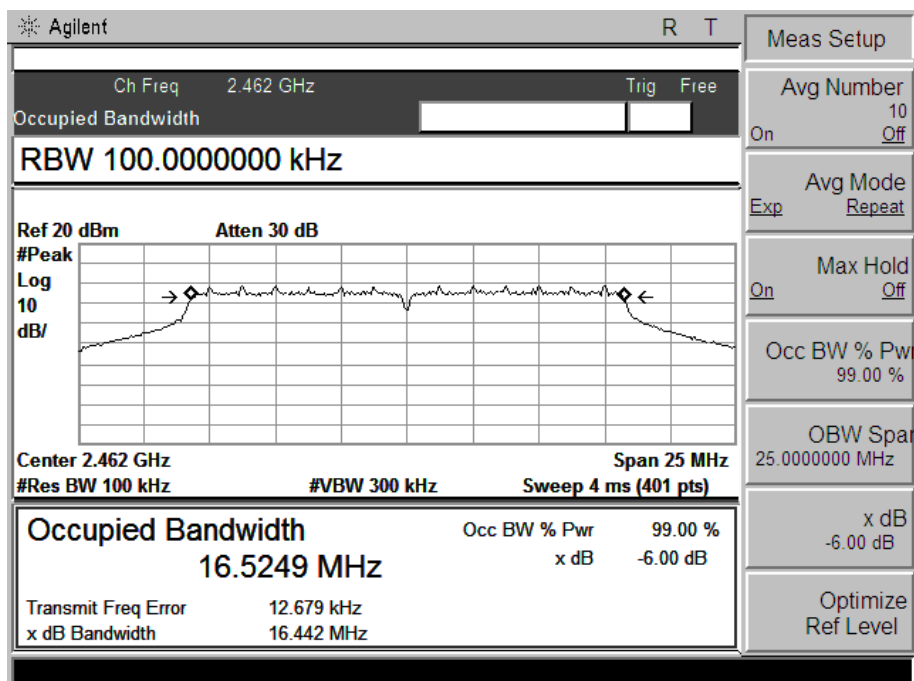 Agilent R T
Ch Freq 2.462 GHz Trig Free
Occupied Bandwidth
RBW 100.0000000 kHz
Ref 20 dBm Atten 30 dB
#Peak
Log
10
dB/
Center 2.462 GHz Span 25 MHz
#Res BW 100 kHz #VBW 300 kHz Sweep 4 ms (401 pts)
Occupied Bandwidth Occ BW % Pwr 99.00 %
16.5249 MHz x dB -6.00 dB
Transmit Freq Error 12.679 kHz
x dB Bandwidth 16.442 MHz
Meas Setup
Avg Number
10
On Off
Avg Mode
Exp Repeat
Max Hold
On Off
Occ BW % Pwr
99.00 %
OBW Span
25.0000000 MHz
x dB
-6.00 dB
Optimize
Ref Level